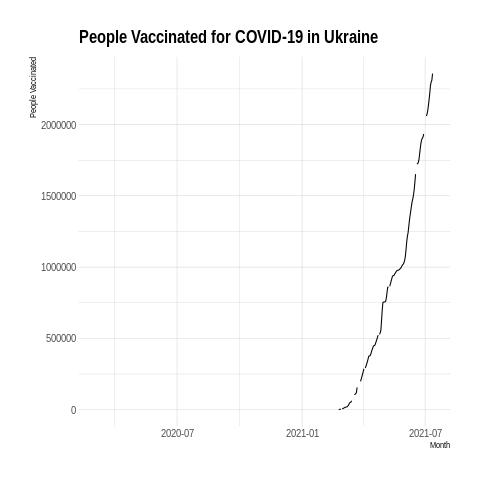 People Vaccinated for COVID-19 in Ukraine
People Vaccinated
2000000
1500000
1000000
500000
0
2020-07 2021-01 2021-07
Month